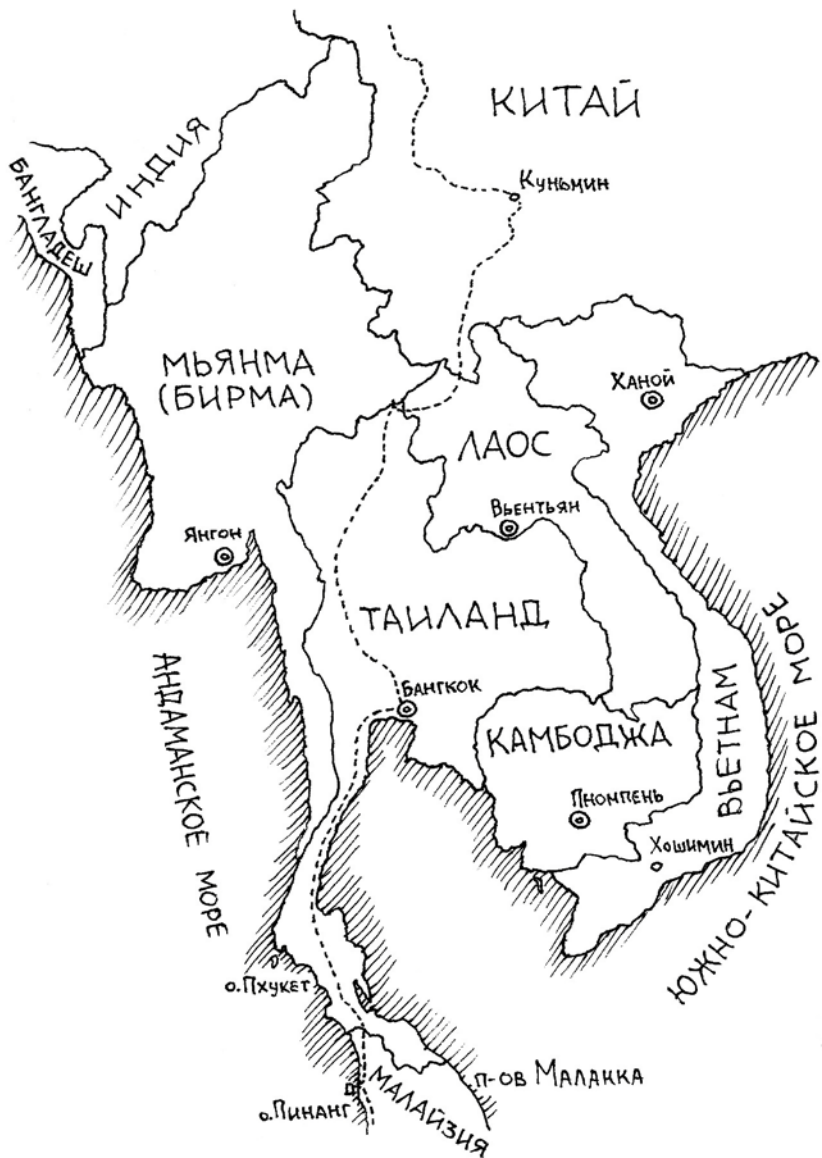 КИТАЙ
ИНДИЯ
БАНГЛАДЕШ
Куньмин
МЬЯНМА
(БИРМА)
Ханой
ЛАОС
Вьентьян
Янгон
ТАИЛАНД
Бангкок
АНДАМАНСКОЕ МОРЕ
КАМБОДЖА
ВЬЕТНАМ
ЮЖНО-КИТАЙСКОЕ МОРЕ
Пномпень
Хошимин
о.Пхукет
п-ов Малакка
о.Пинанг
МАЛАЙЗИЯ